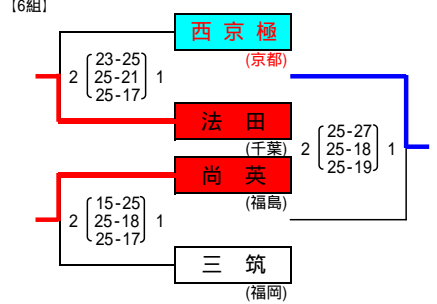 【6組】
西京極
(京都)
2 23-25 1
25-21
25-17
法田
(千葉)
2 25-27 1
25-18
25-19
尚英
(福島)
2 15-25 1
25-18
25-17
三筑
(福岡)